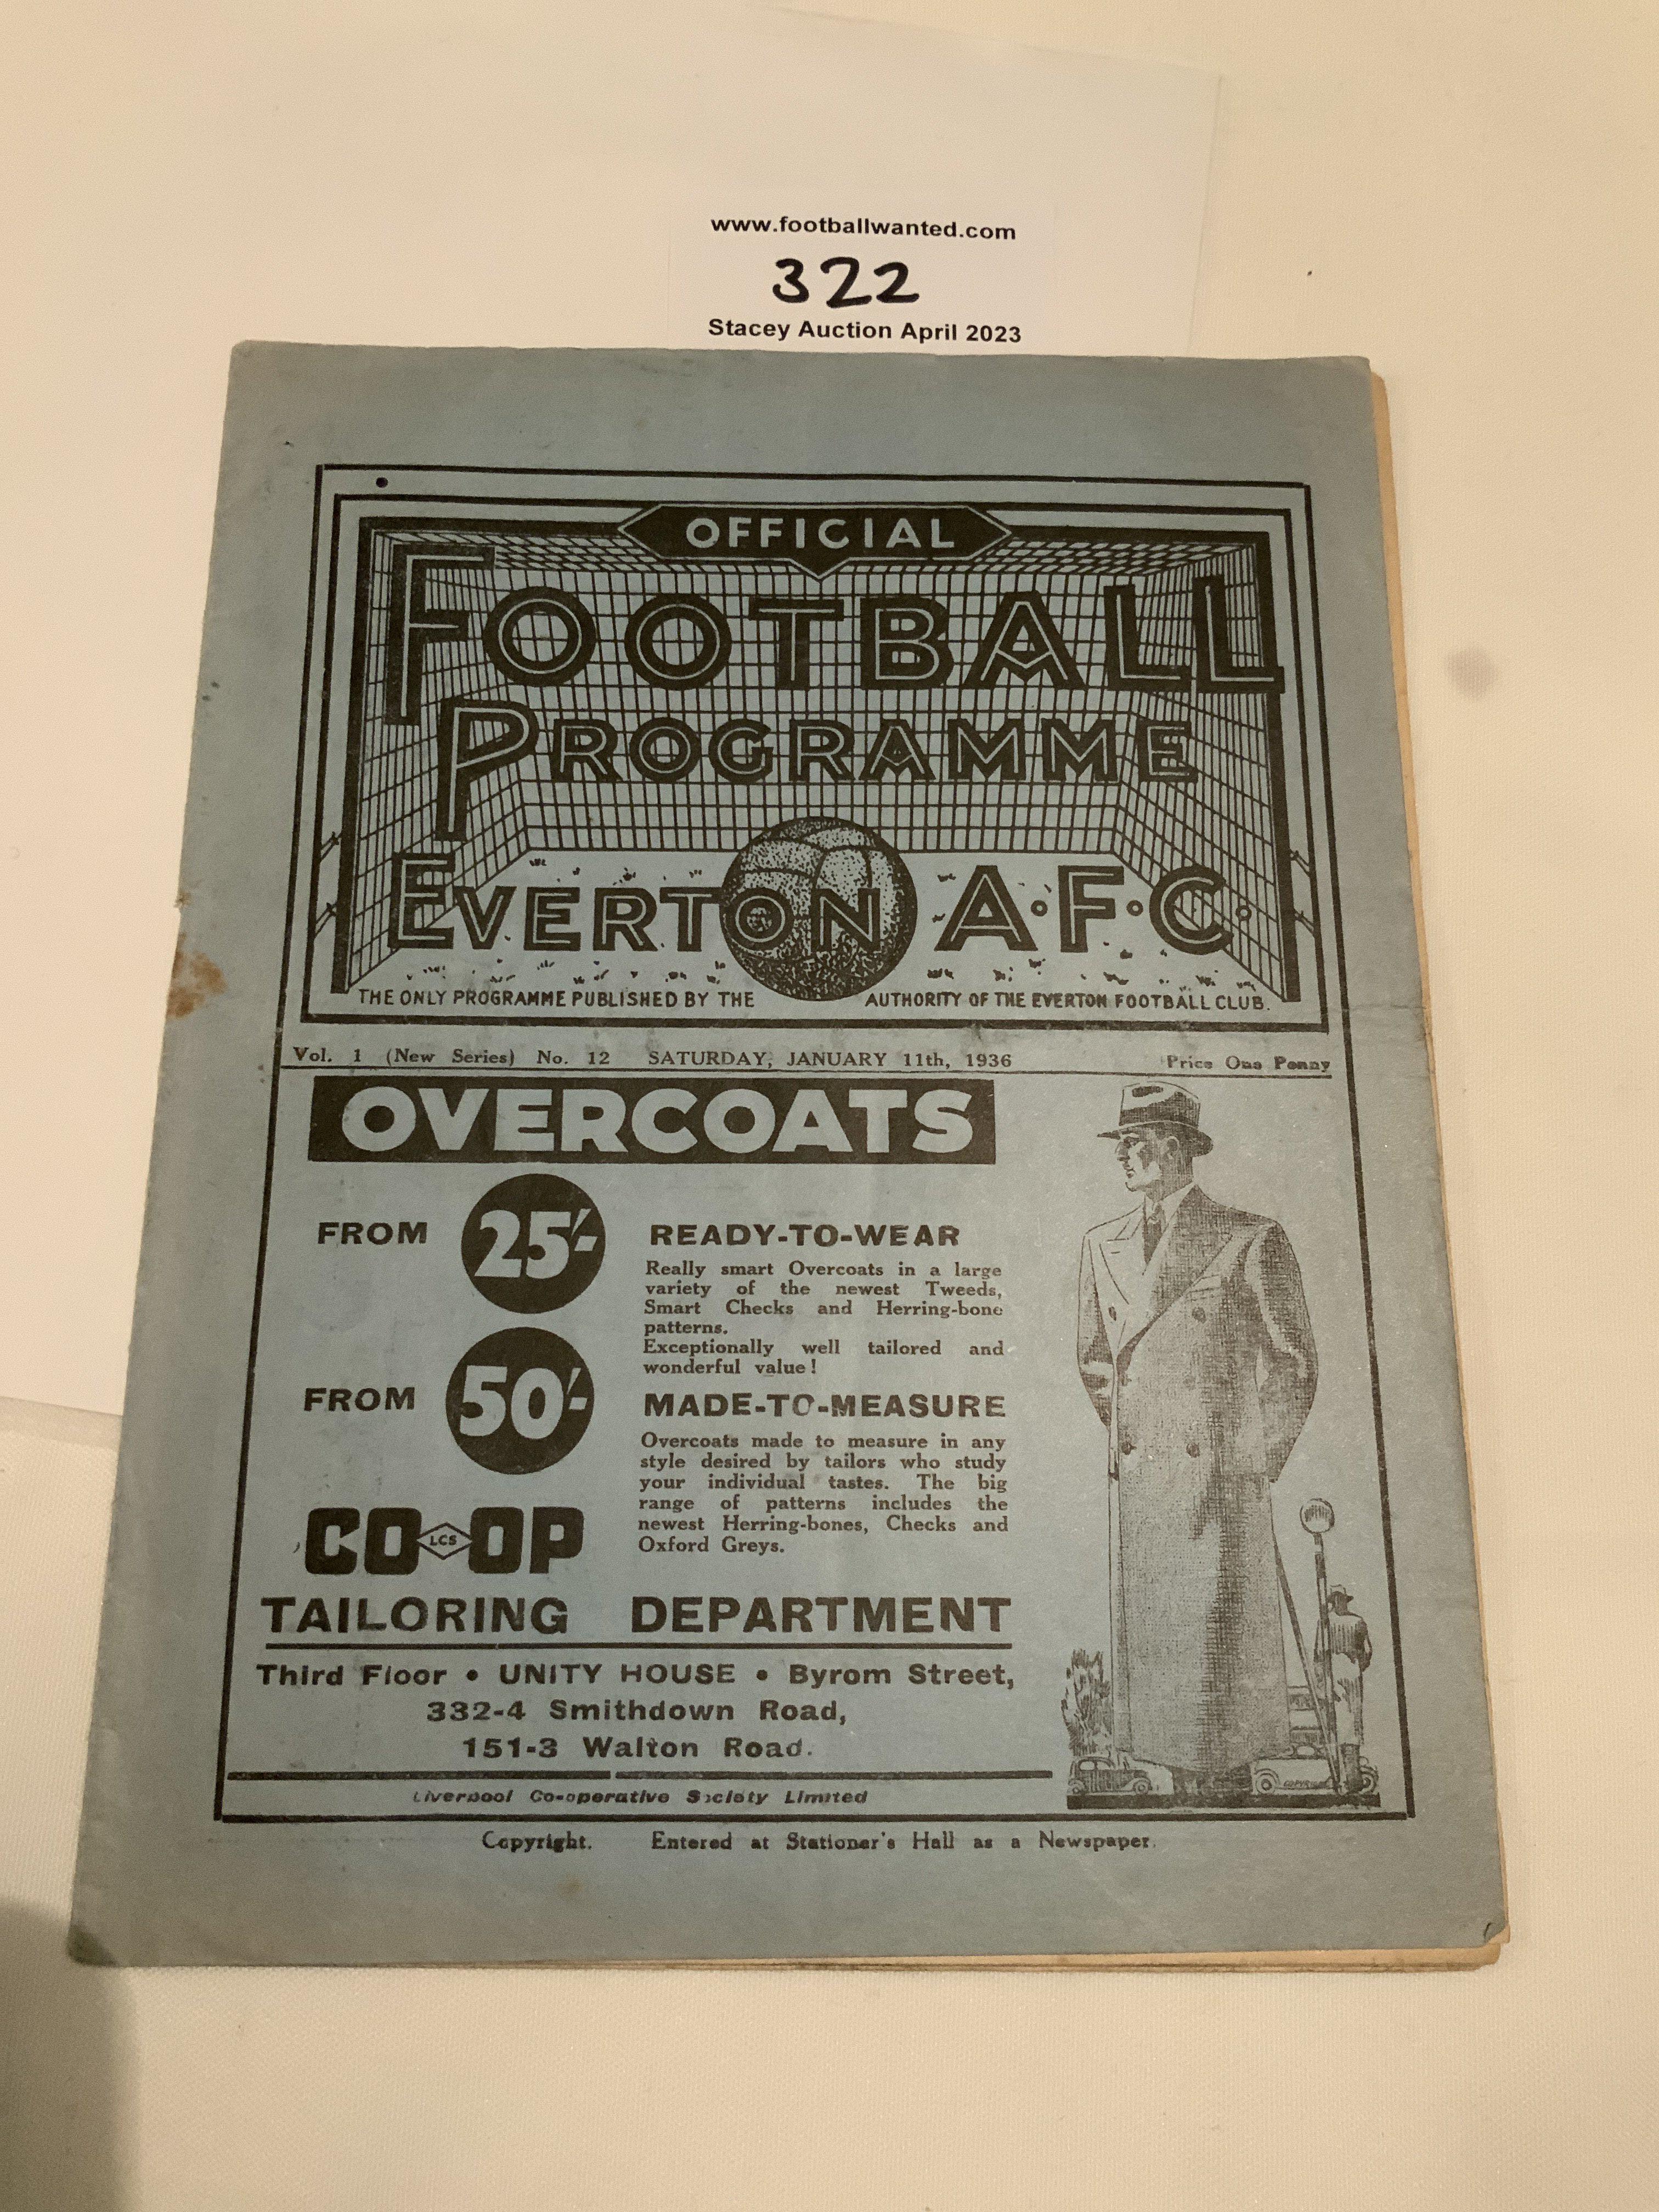 www.footballwanted.com
322
Stacey Auction April 2023
OFFICIAL
FOOTBALL
PROGRAMME
EVERTON A.F.C.
THE ONLY PROGRAMME PUBLISHED BY THE AUTHORITY OF THE EVERTON FOOTBALL CLUB.
Vol. 1 (New Series) No. 12 SATURDAY, JANUARY 11th, 1936 Price One Penny
OVERCOATS
FROM 25/- READY-TO-WEAR
Really smart Overcoats in a large
variety of the newest Tweeds,
Smart Checks and Herring-bone
patterns.
Exceptionally well tailored and
wonderful value!
FROM 50/- MADE-TO-MEASURE
Overcoats made to measure in any
style desired by tailors who study
your individual tastes. The big
range of patterns includes the
newest Herring-bones, Checks and
Oxford Greys.
CO LCS OP
TAILORING DEPARTMENT
Third Floor • UNITY HOUSE • Byrom Street,
332-4 Smithdown Road,
151-3 Walton Road.
Liverpool Co-operative Society Limited
Copyright. Entered at Stationer's Hall as a Newspaper.